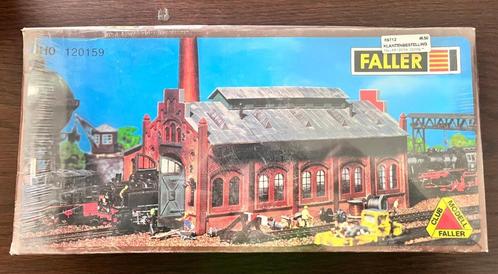 HO 120159
KLANTENBESTELLING
FALLER
CLUB
MODELL
FALLER